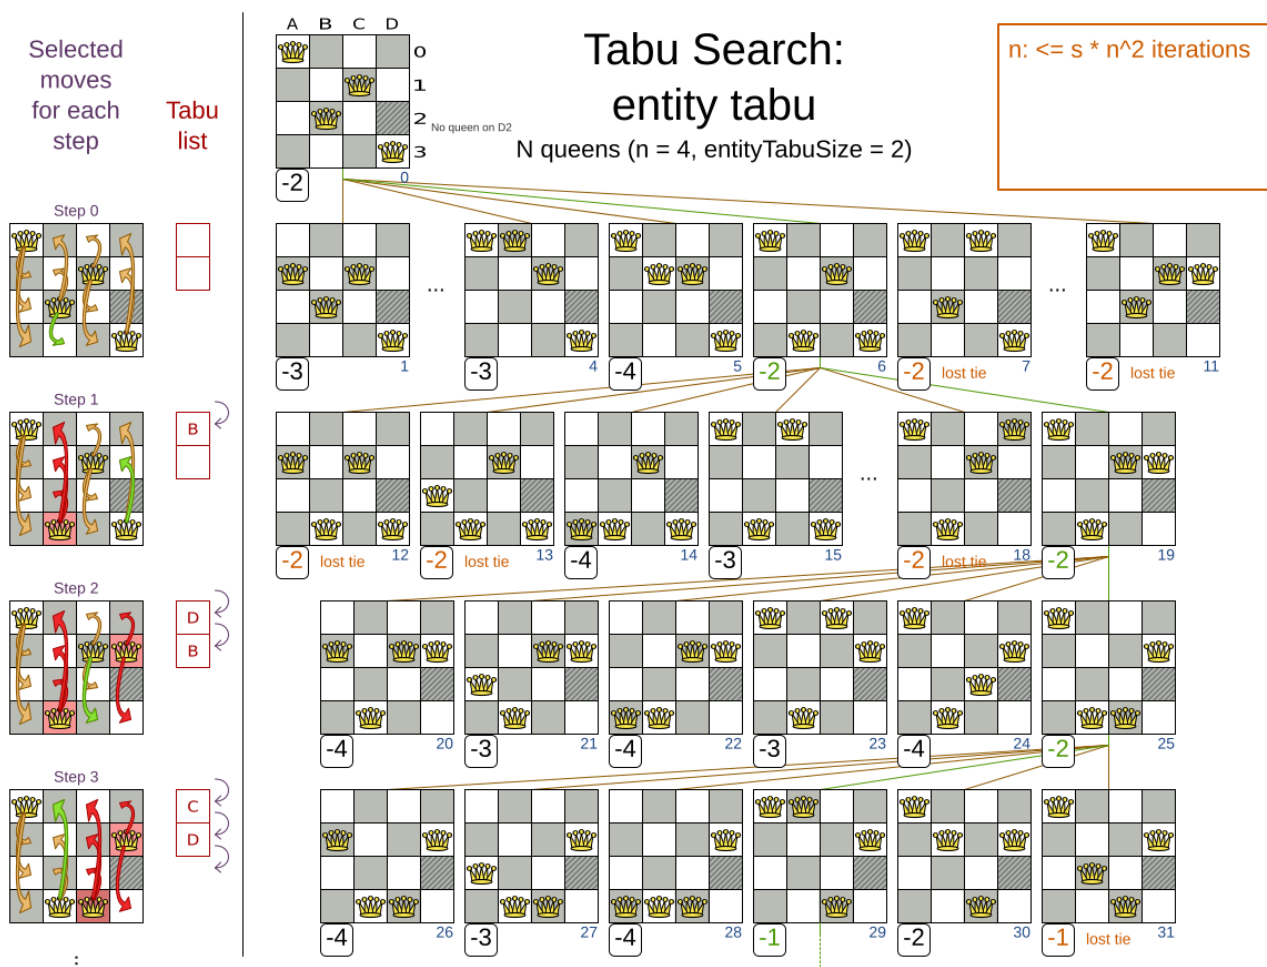 Selected
moves
for each
step
Tabu
list
A B C D
0
1
2
3
No queen on D2
-2
0
Tabu Search:
entity tabu
N queens (n = 4, entityTabuSize = 2)
n: <= s * n^2 iterations
Step 0
...
...
-3 1
-3 4
-4 5
-2 6
-2 lost tie 7
-2 lost tie 11
Step 1
B
...
-2 lost tie 12
-2 lost tie 13
-4 14
-3 15
-2 lost tie 18
-2 19
Step 2
D
B
-4 20
-3 21
-4 22
-3 23
-4 24
-2 25
Step 3
C
D
-4 26
-3 27
-4 28
-1 29
-2 30
-1 lost tie 31
: